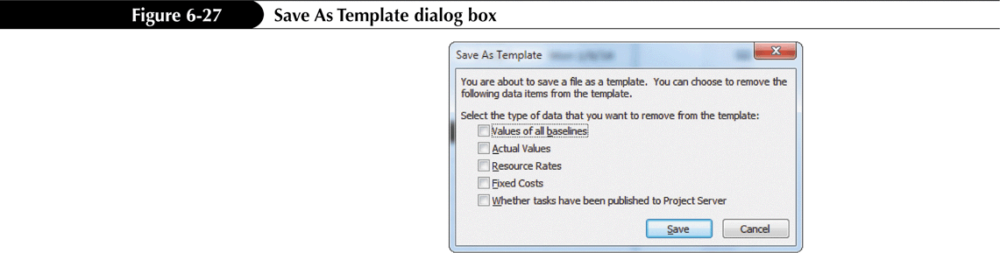 Figure 6-27 Save As Template dialog box
Save As Template
You are about to save a file as a template. You can choose to remove the
following data items from the template.
Select the type of data that you want to remove from the template:
Values of all baselines
Actual Values
Resource Rates
Fixed Costs
Whether tasks have been published to Project Server
Save Cancel